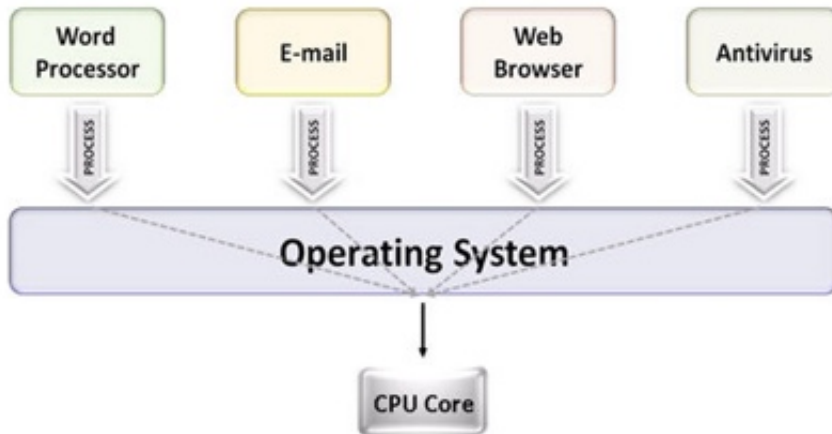 Word
Processor
E-mail
Web
Browser
Antivirus
PROCESS
PROCESS
PROCESS
PROCESS
Operating System
CPU Core